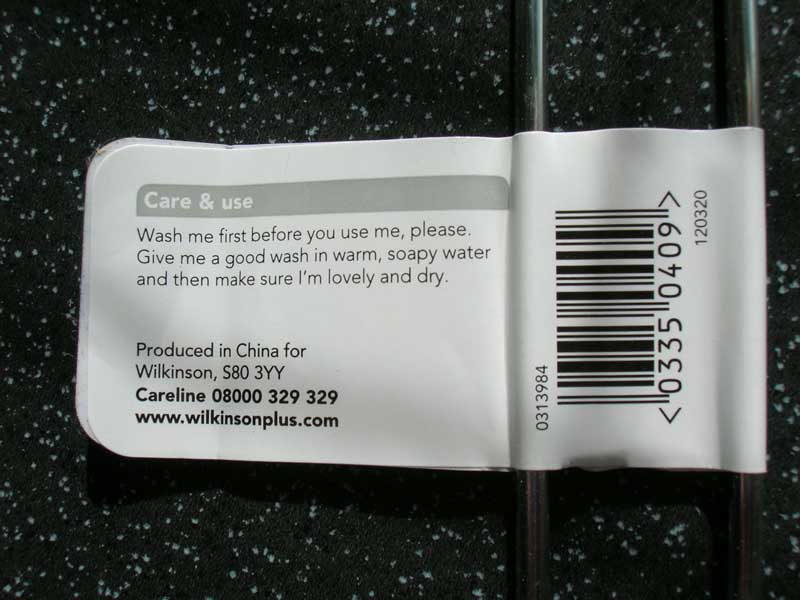 Care & use
Wash me first before you use me, please.
Give me a good wash in warm, soapy water
and then make sure I'm lovely and dry.
Produced in China for
Wilkinson, S80 3YY
Careline 08000 329 329
www.wilkinsonplus.com
0313984
<0335 0409>
120320